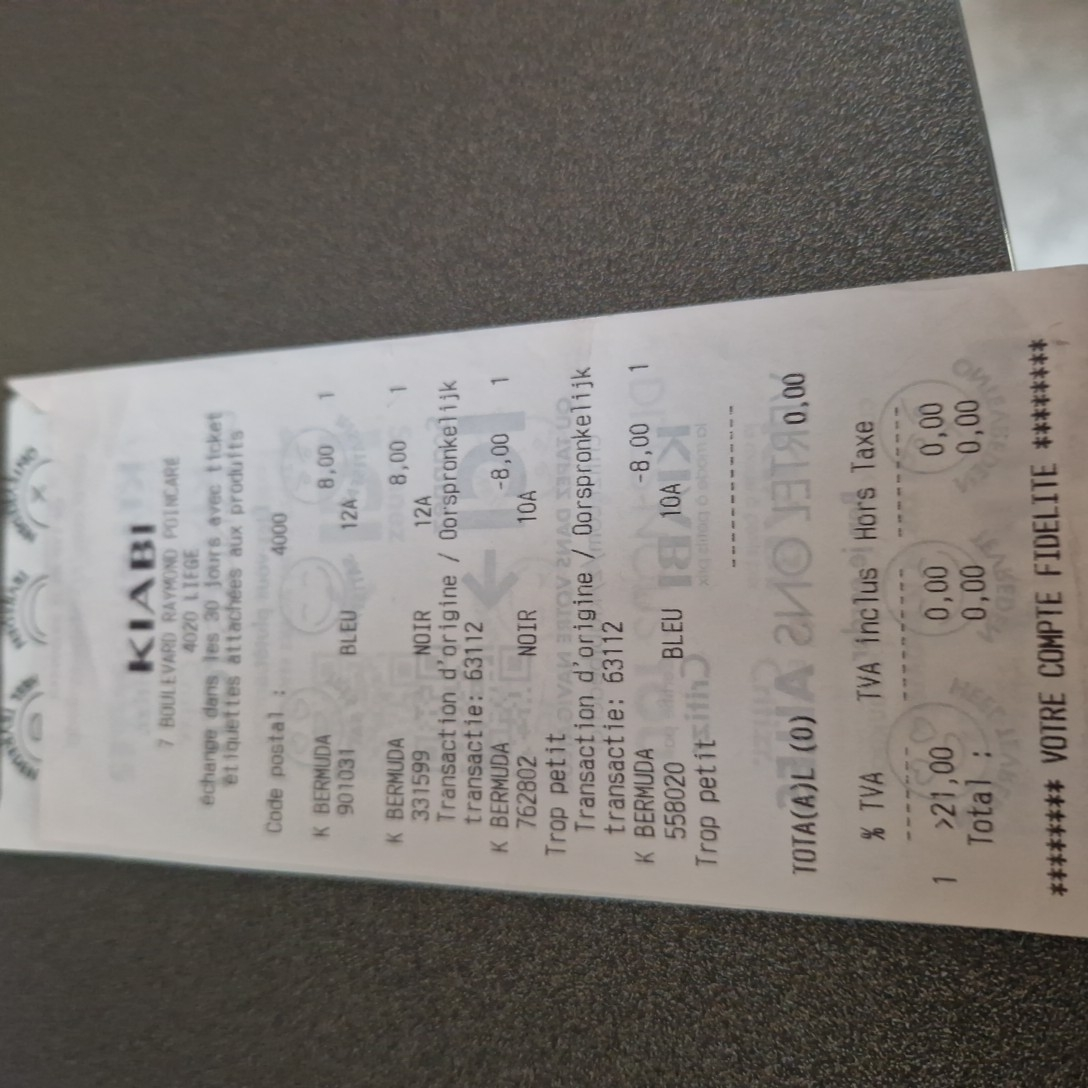 KIABI
7 BOULEVARD RAYMOND POINCARE
4020 LIEGE
échange dans les 30 jours avec ticket
étiquettes attachées aux produits
Code postal : 4000
K BERMUDA 8,00 1
901031 BLEU 12A
K BERMUDA 8,00 1
331599 NOIR 12A
Transaction d'origine / Oorspronkelijk
transactie: 63112
K BERMUDA -8,00 1
762802 NOIR 10A
Trop petit
Transaction d'origine / Oorspronkelijk
transactie: 63112
K BERMUDA -8,00 1
558020 BLEU 10A
Trop petit
------------
TOTA(A)L (0) 0,00
% TVA TVA inclus Hors Taxe
1 >21,00 0,00 0,00
Total : 0,00 0,00
******** VOTRE COMPTE FIDELITE ********